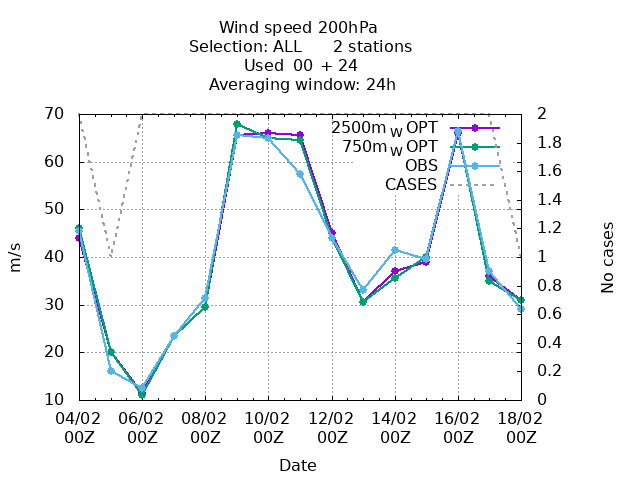 Wind speed 200hPa
Selection: ALL 2 stations
Used 00 + 24
Averaging window: 24h
2500m W OPT
750m W OPT
OBS
CASES
70
60
50
40
30
20
10
m/s
2
1.8
1.6
1.4
1.2
1
0.8
0.6
0.4
0.2
0
No cases
04/02 06/02 08/02 10/02 12/02 14/02 16/02 18/02
00Z 00Z 00Z 00Z 00Z 00Z 00Z 00Z
Date